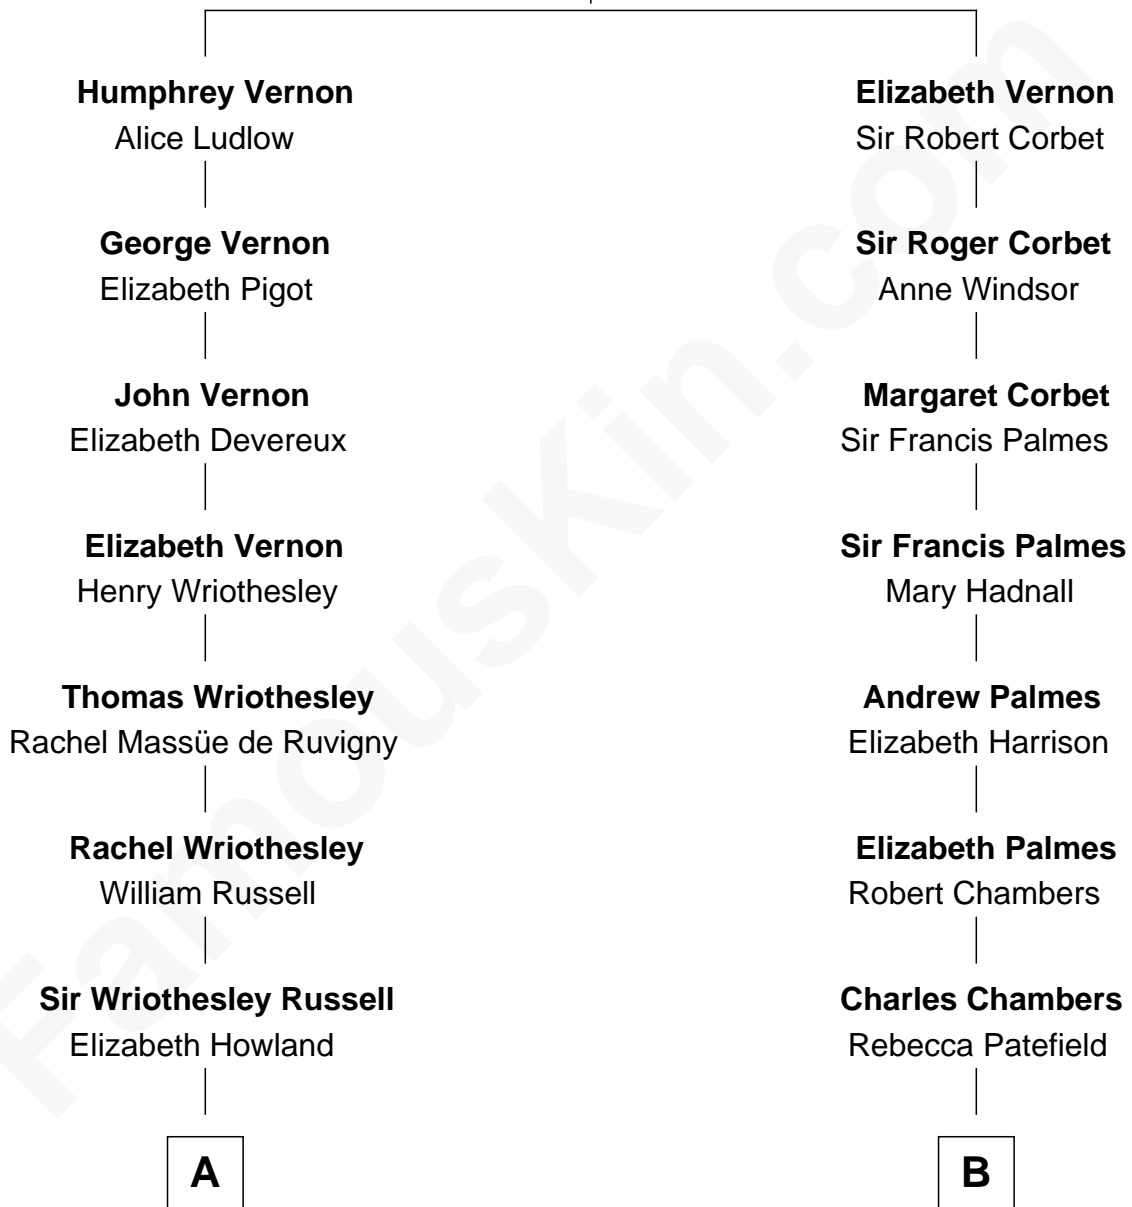 Humphrey Vernon
Alice Ludlow
George Vernon
Elizabeth Pigot
John Vernon
Elizabeth Devereux
Elizabeth Vernon
Henry Wriothesley
Thomas Wriothesley
Rachel Massüe de Ruvigny
Rachel Wriothesley
William Russell
Sir Wriothesley Russell
Elizabeth Howland
A
Elizabeth Vernon
Sir Robert Corbet
Sir Roger Corbet
Anne Windsor
Margaret Corbet
Sir Francis Palmes
Sir Francis Palmes
Mary Hadnall
Andrew Palmes
Elizabeth Harrison
Elizabeth Palmes
Robert Chambers
Charles Chambers
Rebecca Patefield
B
FamousKin.com